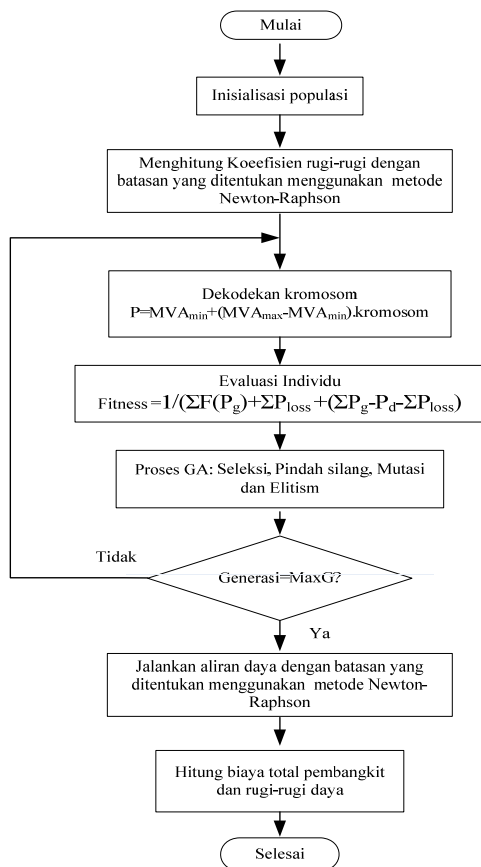 Mulai
Inisialisasi populasi
Menghitung Koeefisien rugi-rugi dengan
batasan yang ditentukan menggunakan metode
Newton-Raphson
Dekodekan kromosom
P=MVAmin+(MVAmax-MVAmin).kromosom
Evaluasi Individu
Fitness =1/(ΣF(Pg)+ΣPloss+(ΣPg-Pd-ΣPloss)
Proses GA: Seleksi, Pindah silang, Mutasi
dan Elitism
Tidak
Generasi=MaxG?
Ya
Jalankan aliran daya dengan batasan yang
ditentukan menggunakan metode Newton-
Raphson
Hitung biaya total pembangkit
dan rugi-rugi daya
Selesai